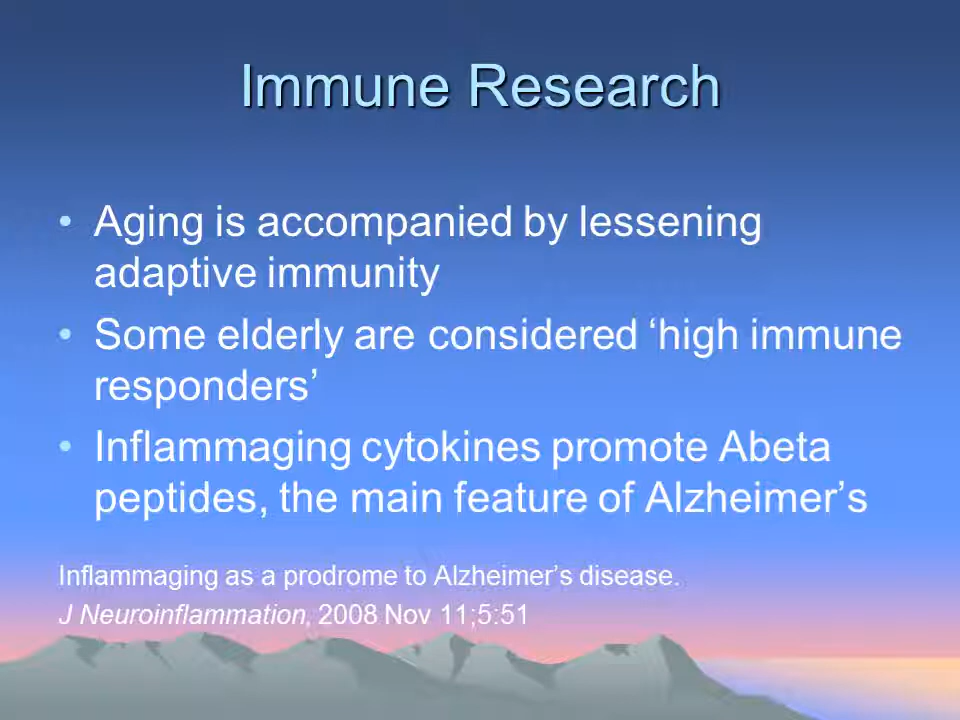 Immune Research
• Aging is accompanied by lessening
adaptive immunity
• Some elderly are considered ‘high immune
responders’
• Inflammaging cytokines promote Abeta
peptides, the main feature of Alzheimer’s
Inflammaging as a prodrome to Alzheimer’s disease.
J Neuroinflammation, 2008 Nov 11;5:51